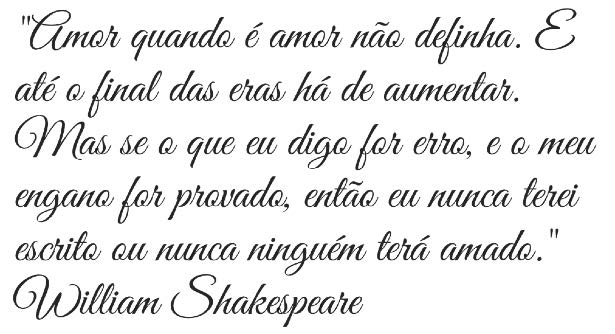 "Amor quando é amor não definha. E
até o final das eras há de aumentar.
Mas se o que eu digo for erro, e o meu
engano for provado, então eu nunca terei
escrito ou nunca ninguém terá amado."
William Shakespeare